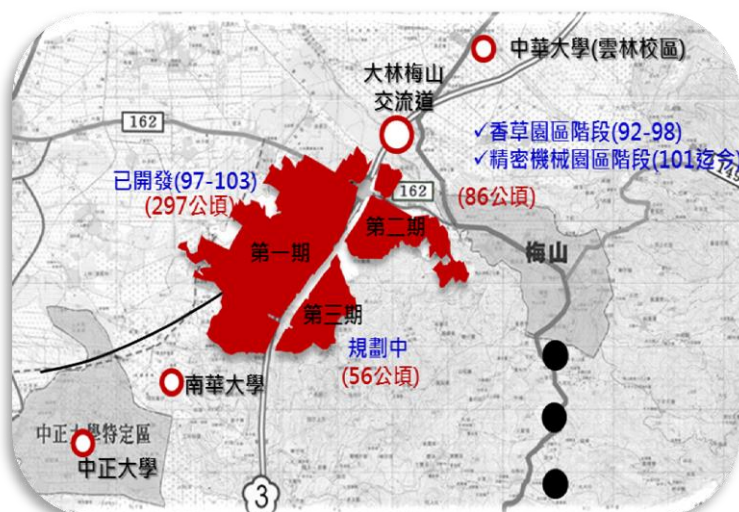 中華大學(雲林校區)
大林梅山
交流道
162
✓香草園區階段(92-98)
✓精密機械園區階段(101迄今)
149
已開發(97-103)
(297公頃)
162
(86公頃)
第二期
第一期
梅山
第三期
規劃中
(56公頃)
南華大學
中正大學特定區
中正大學
3